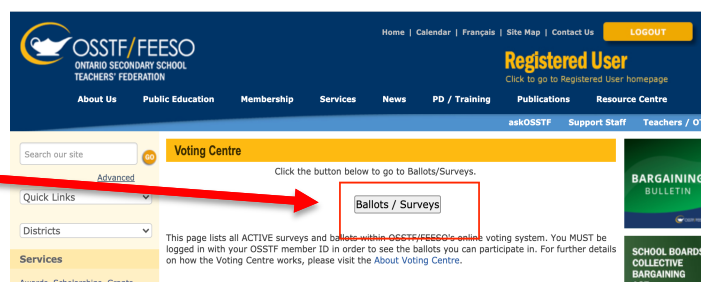 Home | Calendar | Français | Site Map | Contact Us LOGOUT
OSSTF/FEESO
ONTARIO SECONDARY SCHOOL
TEACHERS' FEDERATION
Registered User
Click to go to Registered User homepage
About Us Public Education Membership Services News PD / Training Publications Resource Centre
askOSSTF Support Staff Teachers / OT
Search our site GO
Advanced
Quick Links
Districts
Services
Voting Centre
Click the button below to go to Ballots/Surveys.
Ballots / Surveys
This page lists all ACTIVE surveys and ballots within OSSTF/FEESO's online voting system. You MUST be
logged in with your OSSTF member ID in order to see the ballots you can participate in. For further details
on how the Voting Centre works, please visit the About Voting Centre.
BARGAINING
BULLETIN
SCHOOL BOARDS
COLLECTIVE
BARGAINING